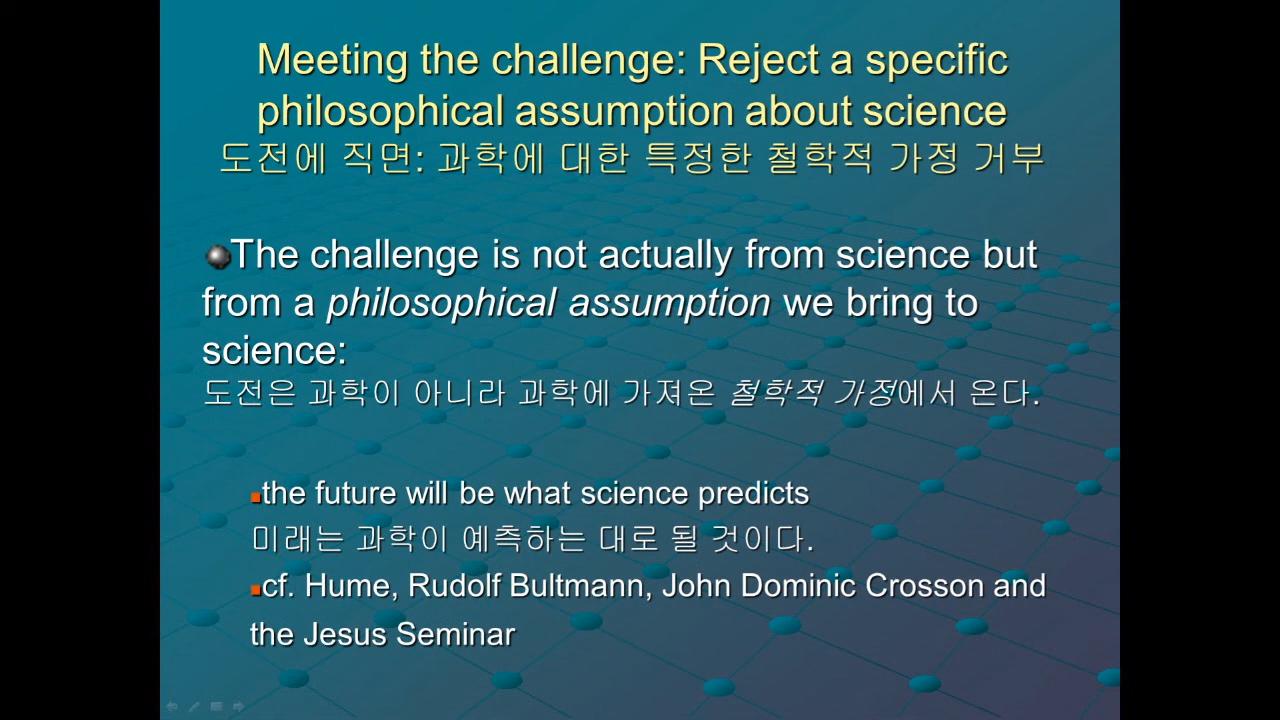 Meeting the challenge: Reject a specific
philosophical assumption about science
도전에 직면: 과학에 대한 특정한 철학적 가정 거부
The challenge is not actually from science but
from a philosophical assumption we bring to
science:
도전은 과학이 아니라 과학에 가져온 철학적 가정에서 온다.
the future will be what science predicts
미래는 과학이 예측하는 대로 될 것이다.
cf. Hume, Rudolf Bultmann, John Dominic Crosson and
the Jesus Seminar